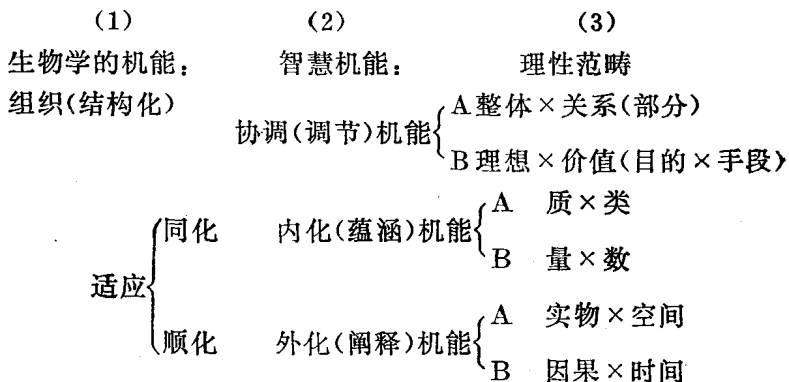 (1) (2) (3)
生物学的机能： 智慧机能： 理性范畴
组织(结构化)
A 整体×关系(部分)
协调(调节)机能
B 理想×价值(目的×手段)
A 质×类
同化 内化(蕴涵)机能
B 量×数
适应
A 实物×空间
顺化 外化(阐释)机能
B 因果×时间